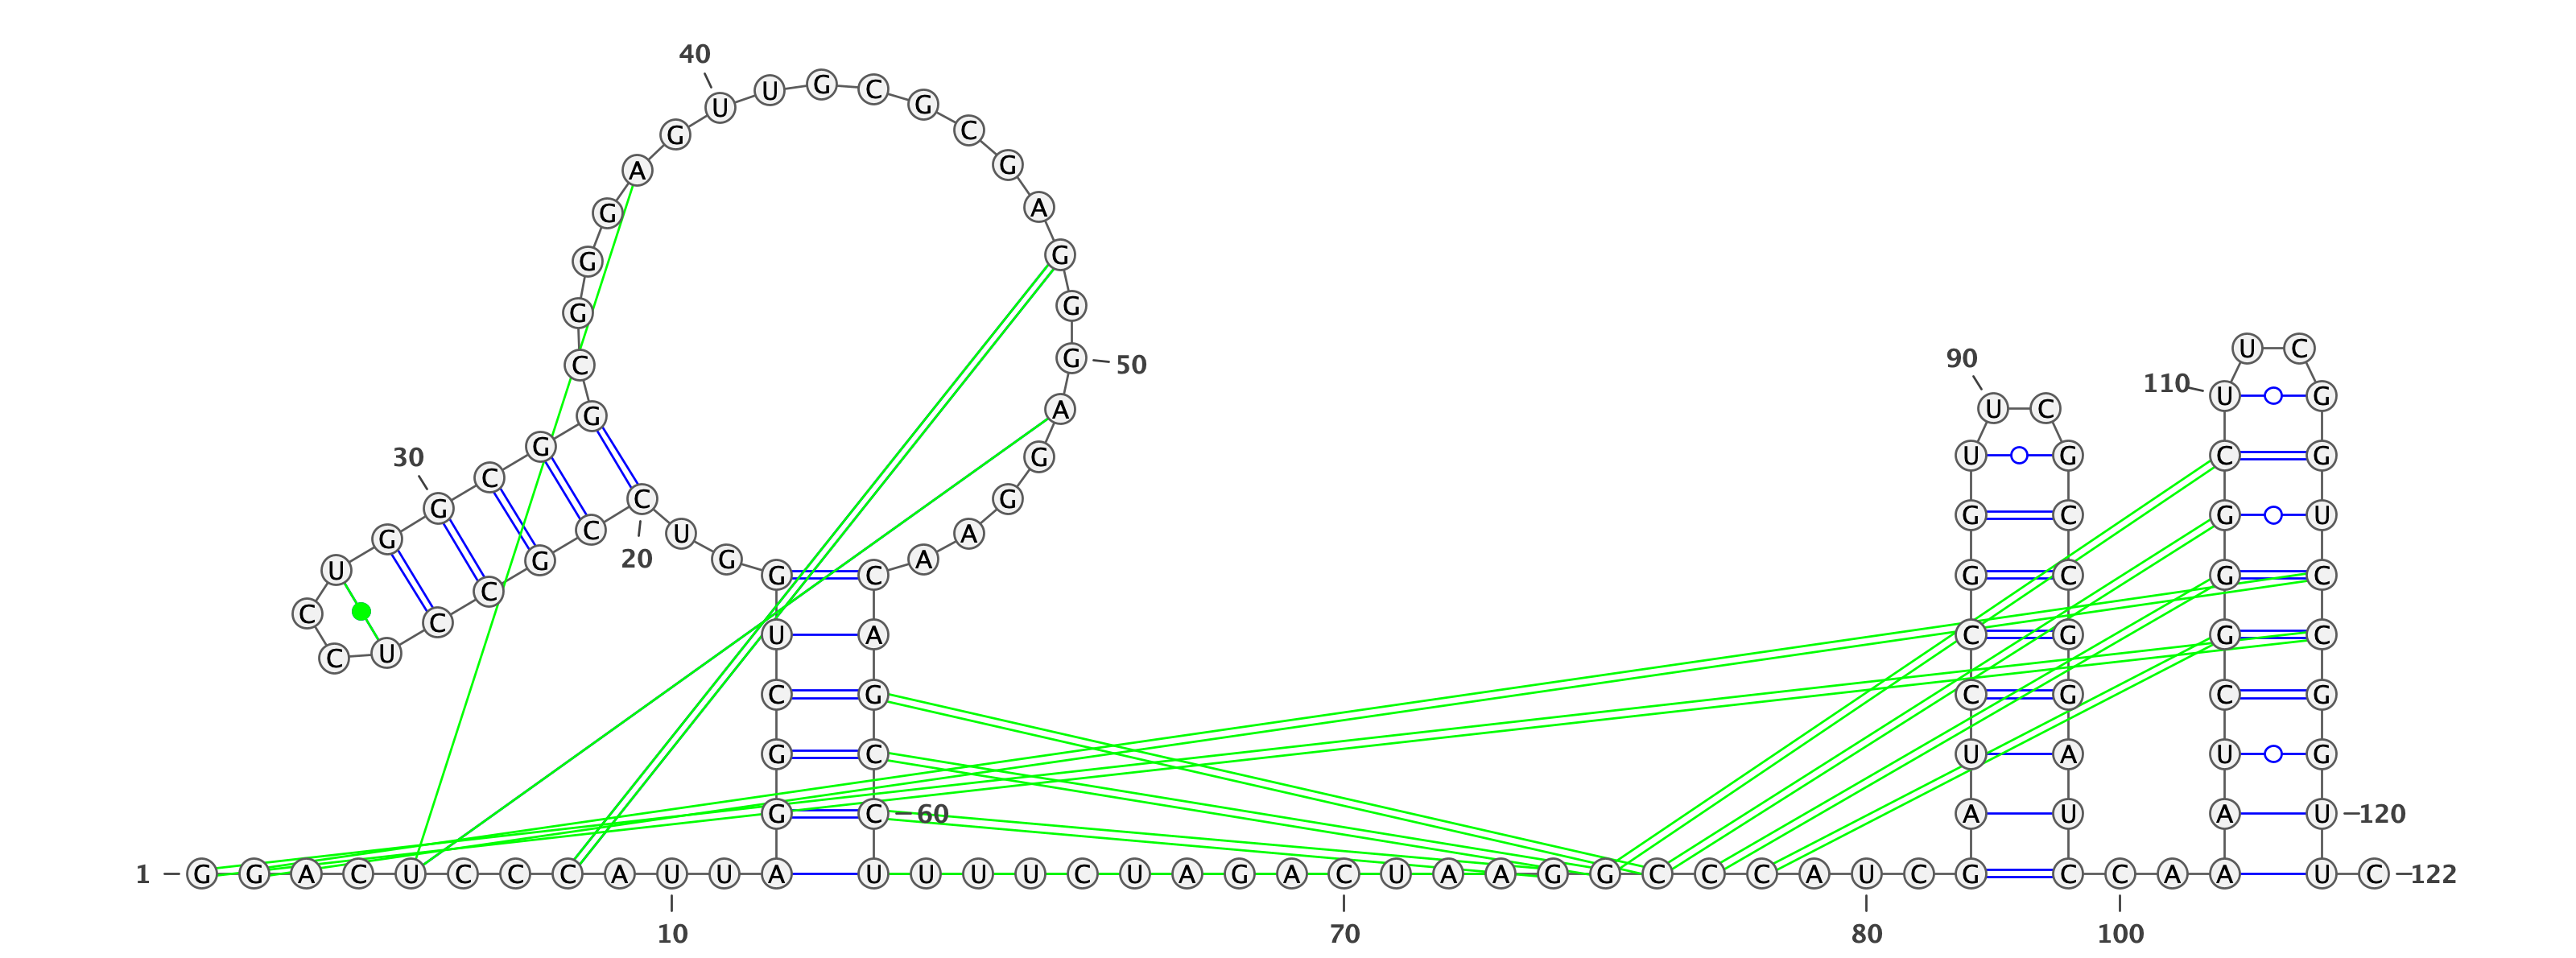 1
G G A C U C C C A U U A
10
G G C U G
G U C
20
C G C C U
C C U
G G C G G
30
C G G G A G U U G C G C G A G G G A G G A A
40
50
C A G C C
60
U U U U C U A G A C U A A G G C C C A U C G
70
80
A U C C G G U
U C
90
G C C G G A U
C C A A
100
A U C G G G C U
110
U C
G G U C C G G U
120
U C
122